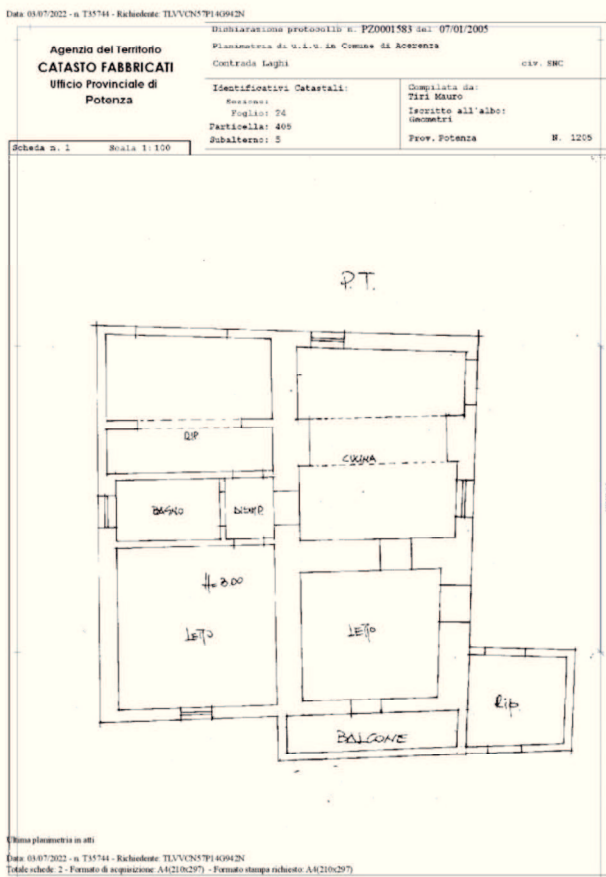 Data: 03/07/2022 - n. T35744 - Richiedente: TLVVCN57P14G942N
Dichiarazione protocollo n. PZ0001583 del 07/01/2005
Agenzia del Territorio
CATASTO FABBRICATI
Ufficio Provinciale di
Potenza
Planimetria di u.i.u. in Comune di Acerenza
Contrada Laghi
civ. SNC
Identificativi Catastali:
Sezione:
Foglio: 74
Particella: 405
Subalterno: 5
Compilata da:
Tiri Mauro
Iscritto all'albo:
Geometri
Prov. Potenza
N. 1205
Scheda n. 1
Scala 1:100
P.T.
RIP
CUCINA
BAGNO
DISIMP.
H= 3.00
LETTO
LETTO
Rip.
BALCONE
Ultima planimetria in atti
Data: 03/07/2022 - n. T35744 - Richiedente: TLVVCN57P14G942N
Totale schede: 2 - Formato di acquisizione: A4(210x297) - Formato stampa richiesto: A4(210x297)